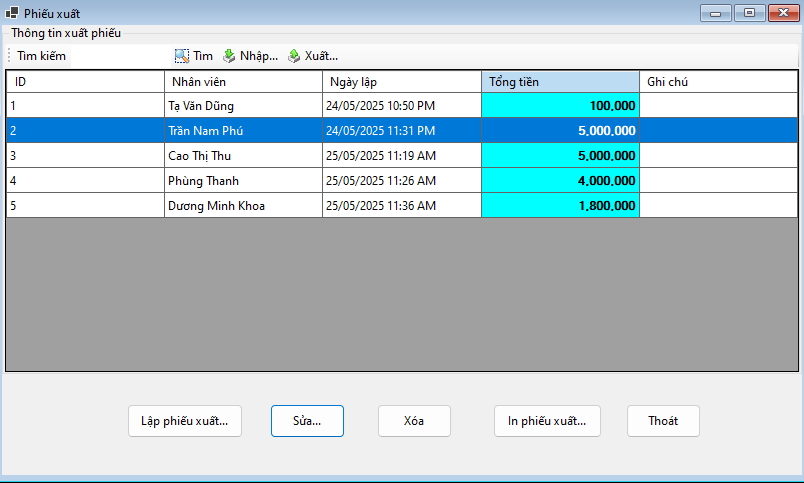 Phiếu xuất
Thông tin xuất phiếu
Tìm kiếm Tìm Nhập... Xuất...
ID Nhân viên Ngày lập Tổng tiền Ghi chú
1 Tạ Văn Dũng 24/05/2025 10:50 PM 100,000
2 Trần Nam Phú 24/05/2025 11:31 PM 5,000,000
3 Cao Thị Thu 25/05/2025 11:19 AM 5,000,000
4 Phùng Thanh 25/05/2025 11:26 AM 4,000,000
5 Dương Minh Khoa 25/05/2025 11:36 AM 1,800,000
Lập phiếu xuất... Sửa... Xóa In phiếu xuất... Thoát